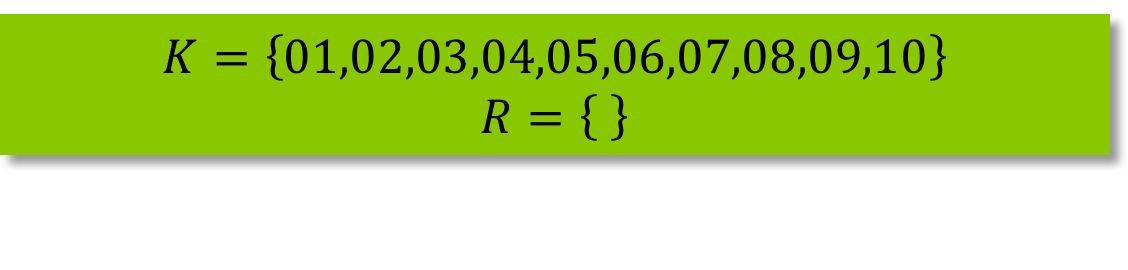 K = {01,02,03,04,05,06,07,08,09,10}
R = { }